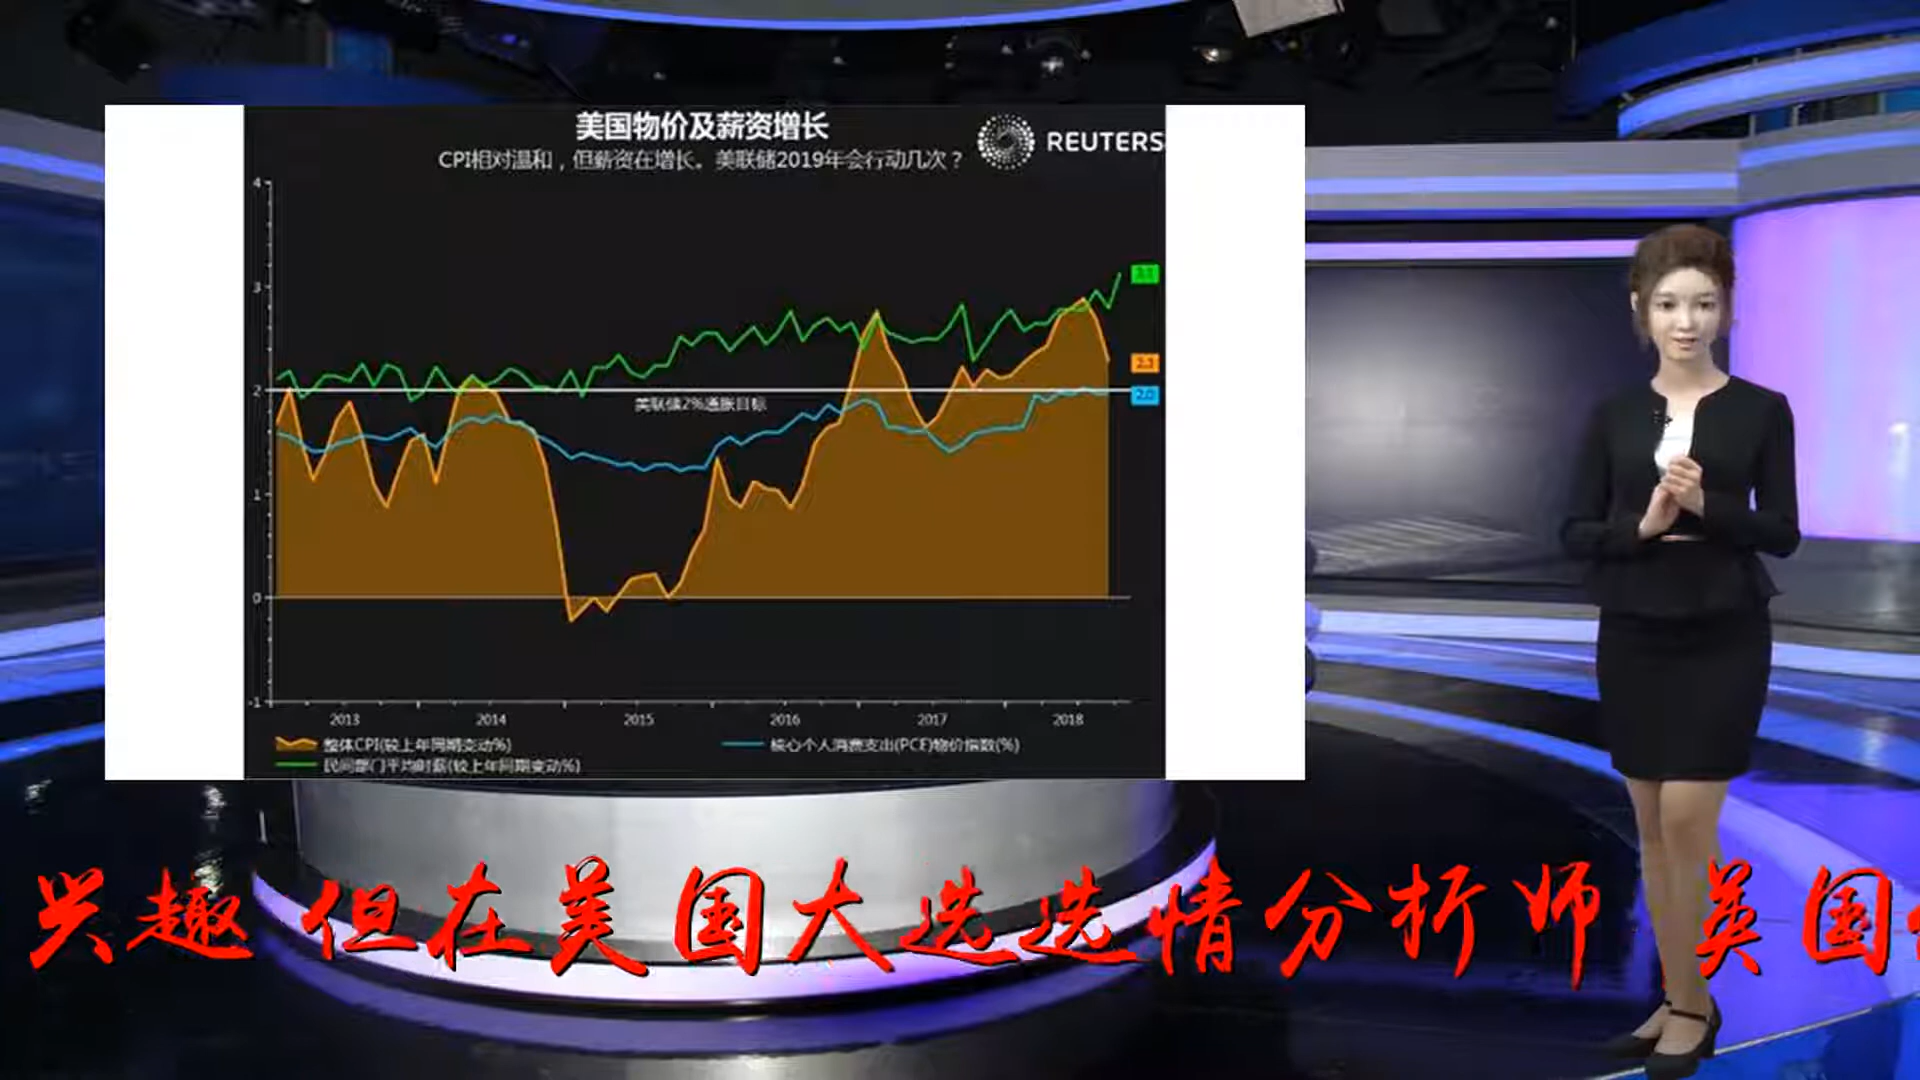 美国物价及薪资增长
REUTERS
CPI相对温和，但薪资在增长。美联储2019年会行动几次？
4
3
2
1
0
-1
3.1
2.2
2.0
美联储2%通胀目标
2013 2014 2015 2016 2017 2018
整体CPI(较上年同期变动%)
核心个人消费支出(PCE)物价指数(%)
民间部门平均时薪(较上年同期变动%)
兴趣 但在美国大选选情分析师 英国